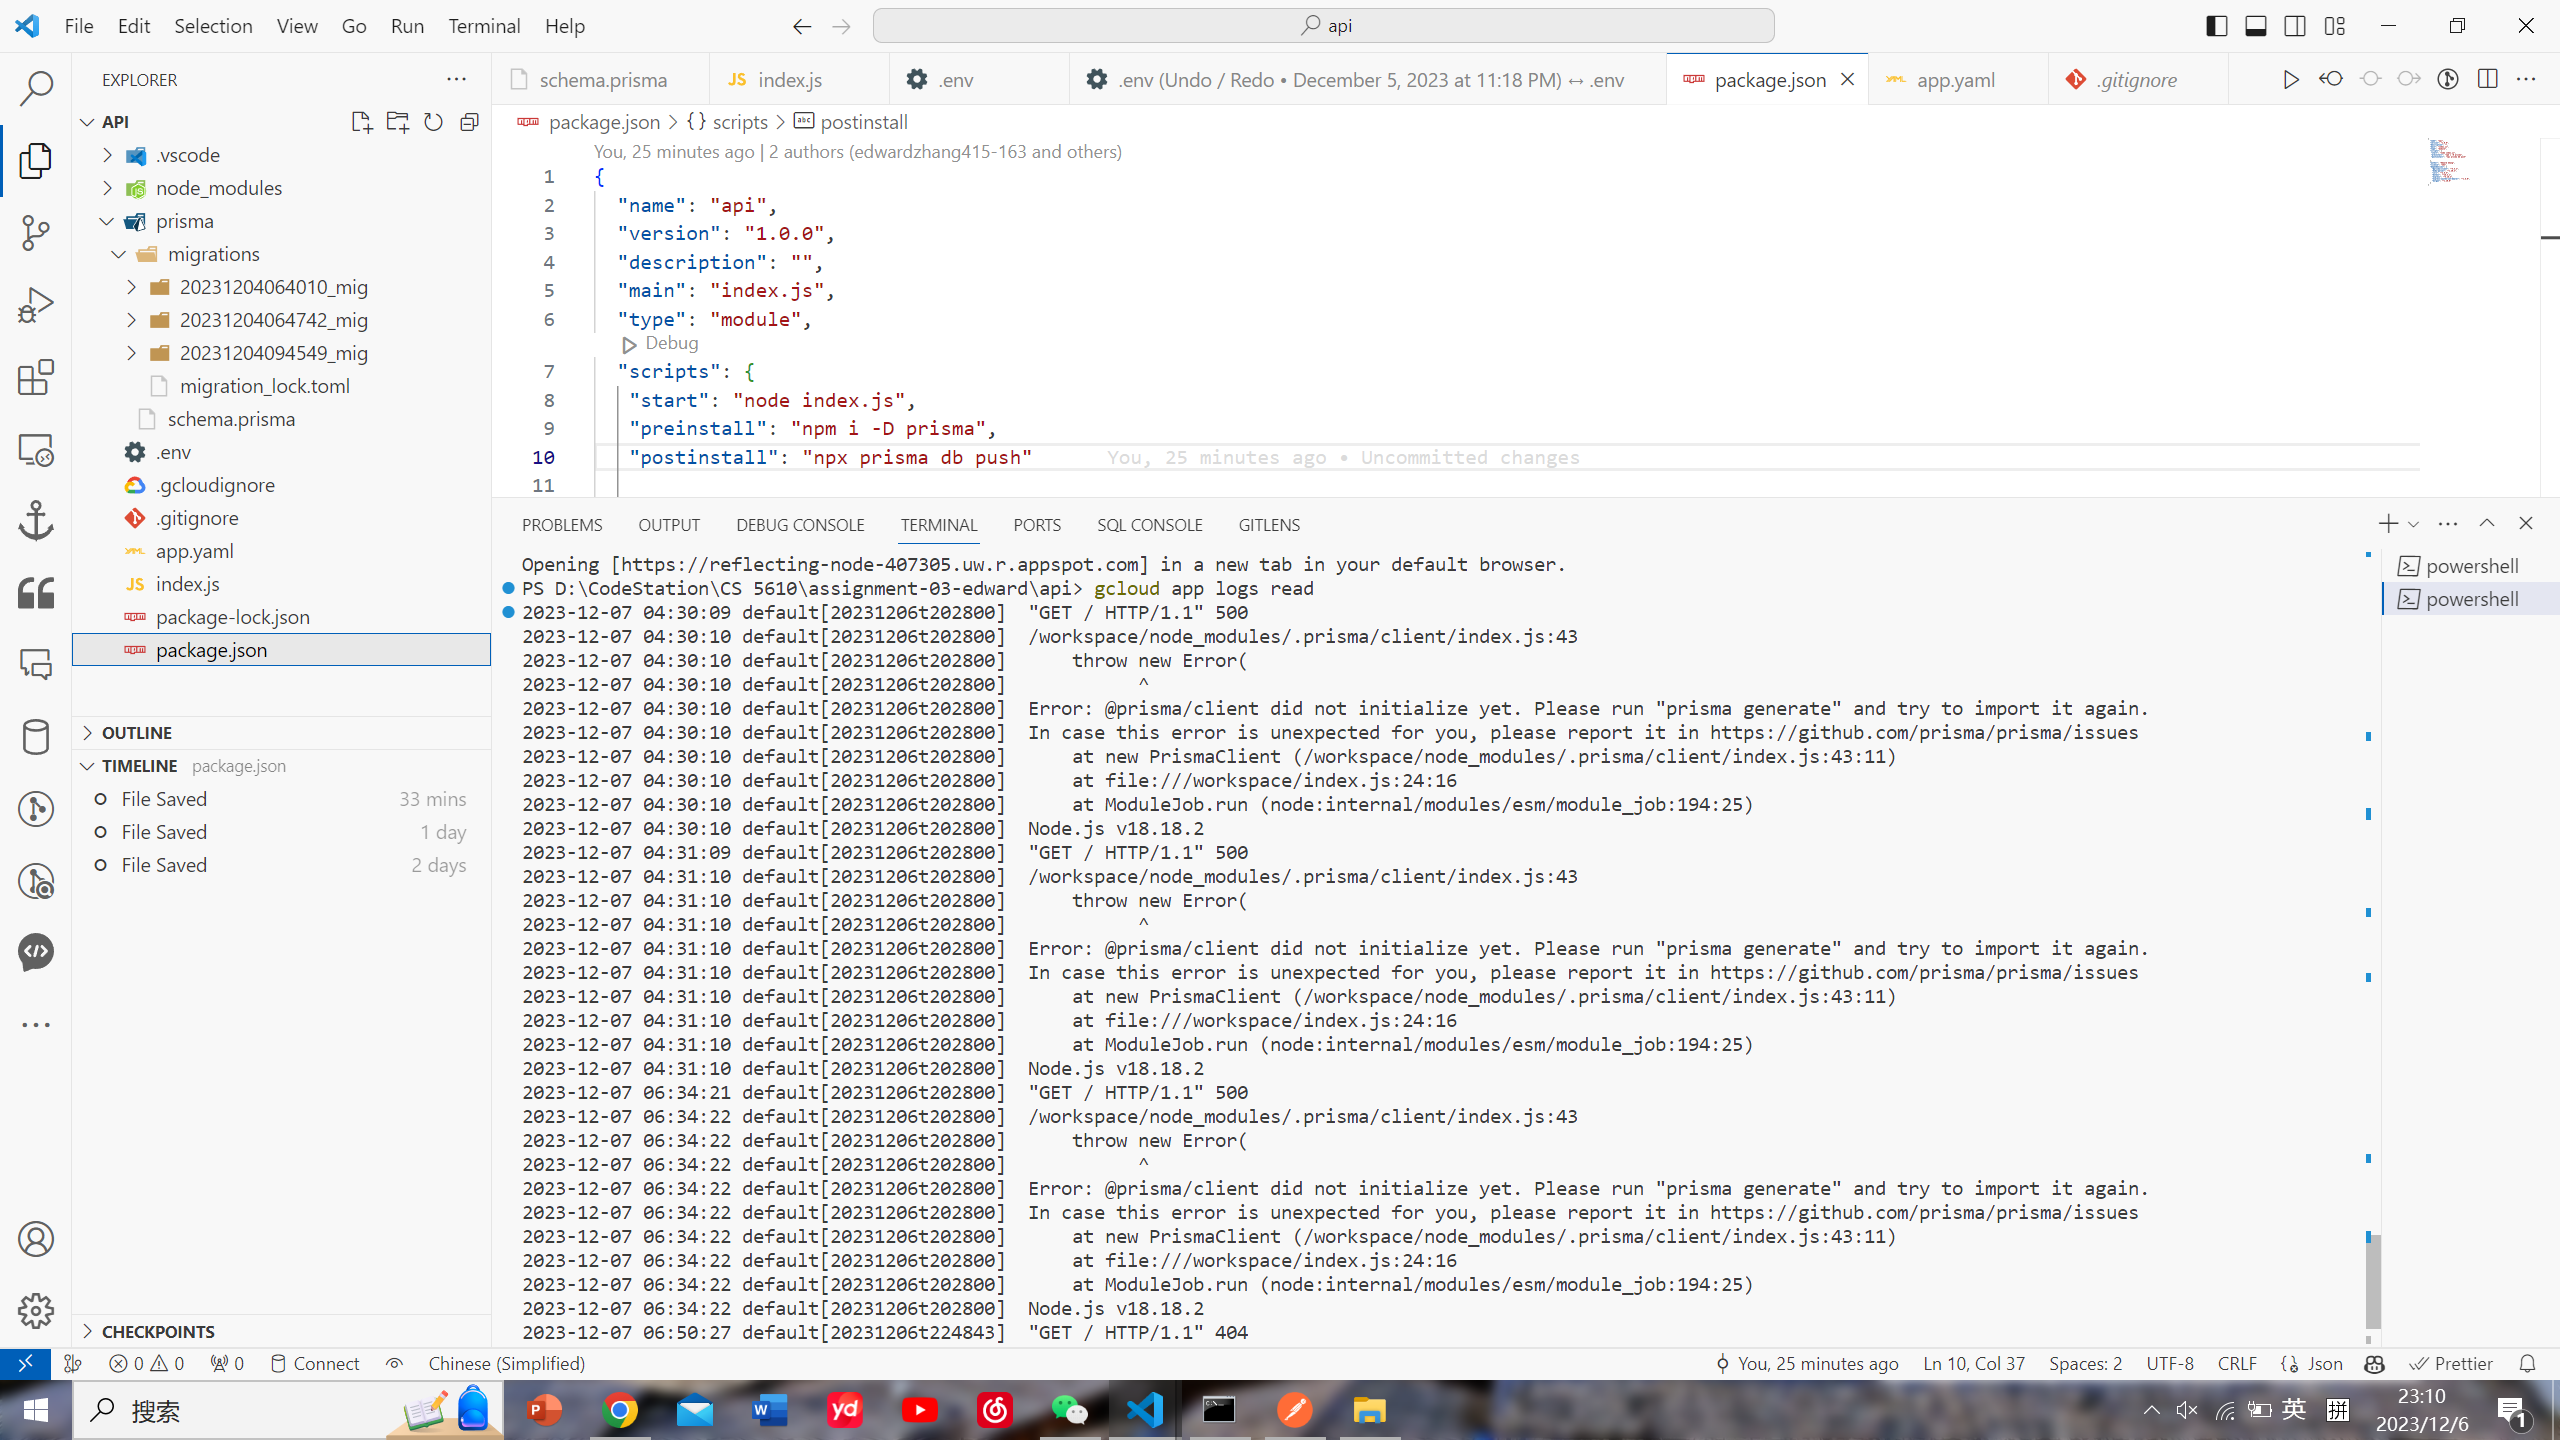 File Edit Selection View Go Run Terminal Help
api
EXPLORER
API
.vscode
node_modules
prisma
migrations
20231204064010_mig
20231204064742_mig
20231204094549_mig
migration_lock.toml
schema.prisma
.env
.gcloudignore
.gitignore
app.yaml
index.js
package-lock.json
package.json
OUTLINE
TIMELINE package.json
File Saved 33 mins
File Saved 1 day
File Saved 2 days
CHECKPOINTS
schema.prisma
JS index.js
.env
.env (Undo / Redo • December 5, 2023 at 11:18 PM) ↔ .env
package.json
app.yaml
.gitignore
package.json > {} scripts > postinstall
You, 25 minutes ago | 2 authors (edwardzhang415-163 and others)
1 {
2 "name": "api",
3 "version": "1.0.0",
4 "description": "",
5 "main": "index.js",
6 "type": "module",
Debug
7 "scripts": {
8 "start": "node index.js",
9 "preinstall": "npm i -D prisma",
10 "postinstall": "npx prisma db push" You, 25 minutes ago • Uncommitted changes
11
PROBLEMS OUTPUT DEBUG CONSOLE TERMINAL PORTS SQL CONSOLE GITLENS
powershell
powershell
Opening [https://reflecting-node-407305.uw.r.appspot.com] in a new tab in your default browser.
PS D:\CodeStation\CS 5610\assignment-03-edward\api> gcloud app logs read
2023-12-07 04:30:09 default[20231206t202800] "GET / HTTP/1.1" 500
2023-12-07 04:30:10 default[20231206t202800] /workspace/node_modules/.prisma/client/index.js:43
2023-12-07 04:30:10 default[20231206t202800] throw new Error(
2023-12-07 04:30:10 default[20231206t202800] ^
2023-12-07 04:30:10 default[20231206t202800] Error: @prisma/client did not initialize yet. Please run "prisma generate" and try to import it again.
2023-12-07 04:30:10 default[20231206t202800] In case this error is unexpected for you, please report it in https://github.com/prisma/prisma/issues
2023-12-07 04:30:10 default[20231206t202800] at new PrismaClient (/workspace/node_modules/.prisma/client/index.js:43:11)
2023-12-07 04:30:10 default[20231206t202800] at file:///workspace/index.js:24:16
2023-12-07 04:30:10 default[20231206t202800] at ModuleJob.run (node:internal/modules/esm/module_job:194:25)
2023-12-07 04:30:10 default[20231206t202800] Node.js v18.18.2
2023-12-07 04:31:09 default[20231206t202800] "GET / HTTP/1.1" 500
2023-12-07 04:31:10 default[20231206t202800] /workspace/node_modules/.prisma/client/index.js:43
2023-12-07 04:31:10 default[20231206t202800] throw new Error(
2023-12-07 04:31:10 default[20231206t202800] ^
2023-12-07 04:31:10 default[20231206t202800] Error: @prisma/client did not initialize yet. Please run "prisma generate" and try to import it again.
2023-12-07 04:31:10 default[20231206t202800] In case this error is unexpected for you, please report it in https://github.com/prisma/prisma/issues
2023-12-07 04:31:10 default[20231206t202800] at new PrismaClient (/workspace/node_modules/.prisma/client/index.js:43:11)
2023-12-07 04:31:10 default[20231206t202800] at file:///workspace/index.js:24:16
2023-12-07 04:31:10 default[20231206t202800] at ModuleJob.run (node:internal/modules/esm/module_job:194:25)
2023-12-07 04:31:10 default[20231206t202800] Node.js v18.18.2
2023-12-07 06:34:21 default[20231206t202800] "GET / HTTP/1.1" 500
2023-12-07 06:34:22 default[20231206t202800] /workspace/node_modules/.prisma/client/index.js:43
2023-12-07 06:34:22 default[20231206t202800] throw new Error(
2023-12-07 06:34:22 default[20231206t202800] ^
2023-12-07 06:34:22 default[20231206t202800] Error: @prisma/client did not initialize yet. Please run "prisma generate" and try to import it again.
2023-12-07 06:34:22 default[20231206t202800] In case this error is unexpected for you, please report it in https://github.com/prisma/prisma/issues
2023-12-07 06:34:22 default[20231206t202800] at new PrismaClient (/workspace/node_modules/.prisma/client/index.js:43:11)
2023-12-07 06:34:22 default[20231206t202800] at file:///workspace/index.js:24:16
2023-12-07 06:34:22 default[20231206t202800] at ModuleJob.run (node:internal/modules/esm/module_job:194:25)
2023-12-07 06:34:22 default[20231206t202800] Node.js v18.18.2
2023-12-07 06:50:27 default[20231206t224843] "GET / HTTP/1.1" 404
0 0 0 Connect Chinese (Simplified) You, 25 minutes ago Ln 10, Col 37 Spaces: 2 UTF-8 CRLF Json Prettier
搜索
英 拼
23:10
2023/12/6
1